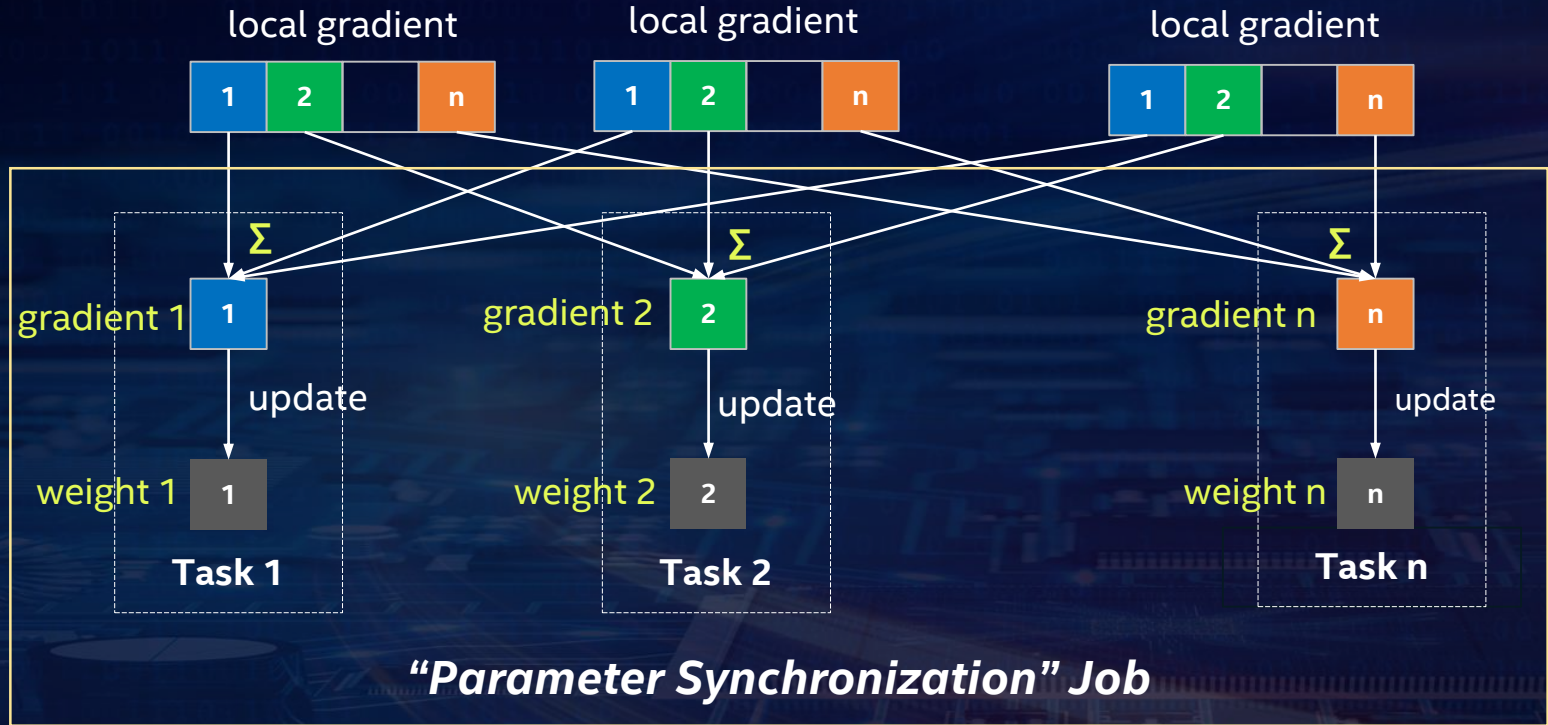 local gradient
local gradient
local gradient
1 2 n
1 2 n
1 2 n
Σ
Σ
Σ
gradient 1 1
gradient 2 2
gradient n n
update
update
update
weight 1 1
weight 2 2
weight n n
Task 1
Task 2
Task n
“Parameter Synchronization” Job